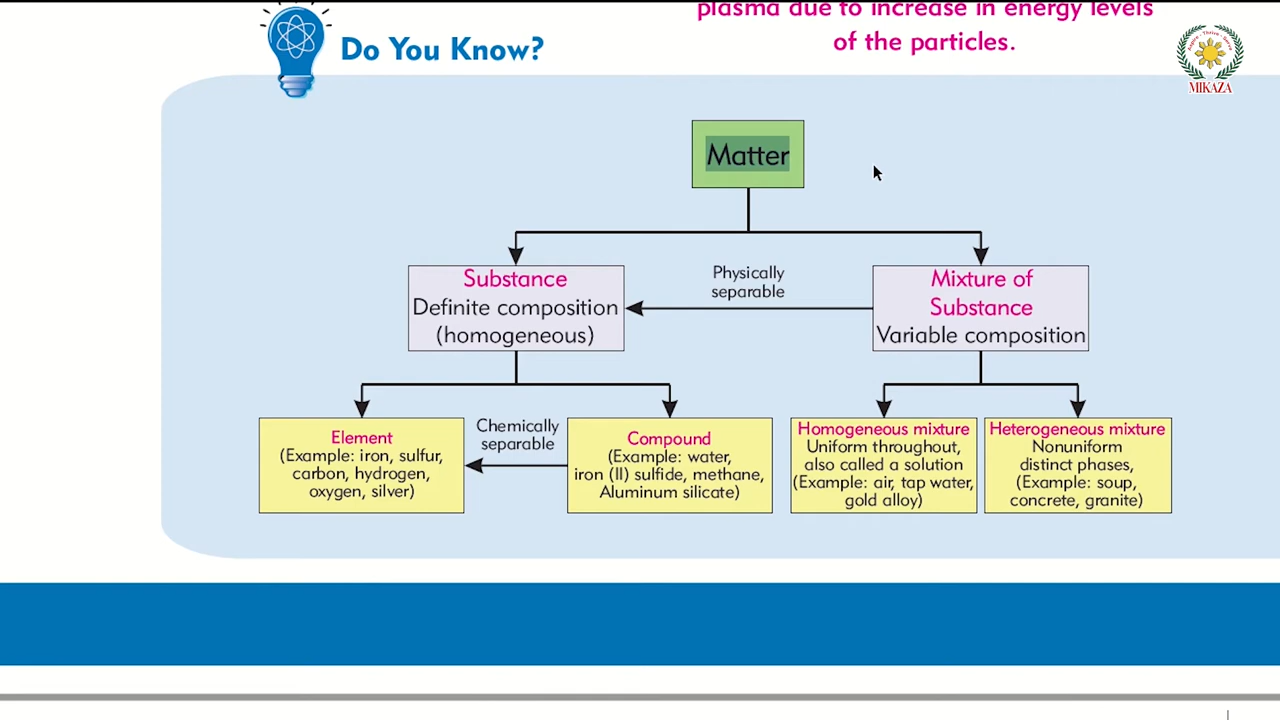 plasma due to increase in energy levels
of the particles.
Do You Know?
MIKAZA
Matter
Substance
Definite composition
(homogeneous)
Physically
separable
Mixture of
Substance
Variable composition
Element
(Example: iron, sulfur,
carbon, hydrogen,
oxygen, silver)
Chemically
separable
Compound
(Example: water,
iron (II) sulfide, methane,
Aluminum silicate)
Homogeneous mixture
Uniform throughout,
also called a solution
(Example: air, tap water,
gold alloy)
Heterogeneous mixture
Nonuniform
distinct phases,
(Example: soup,
concrete, granite)